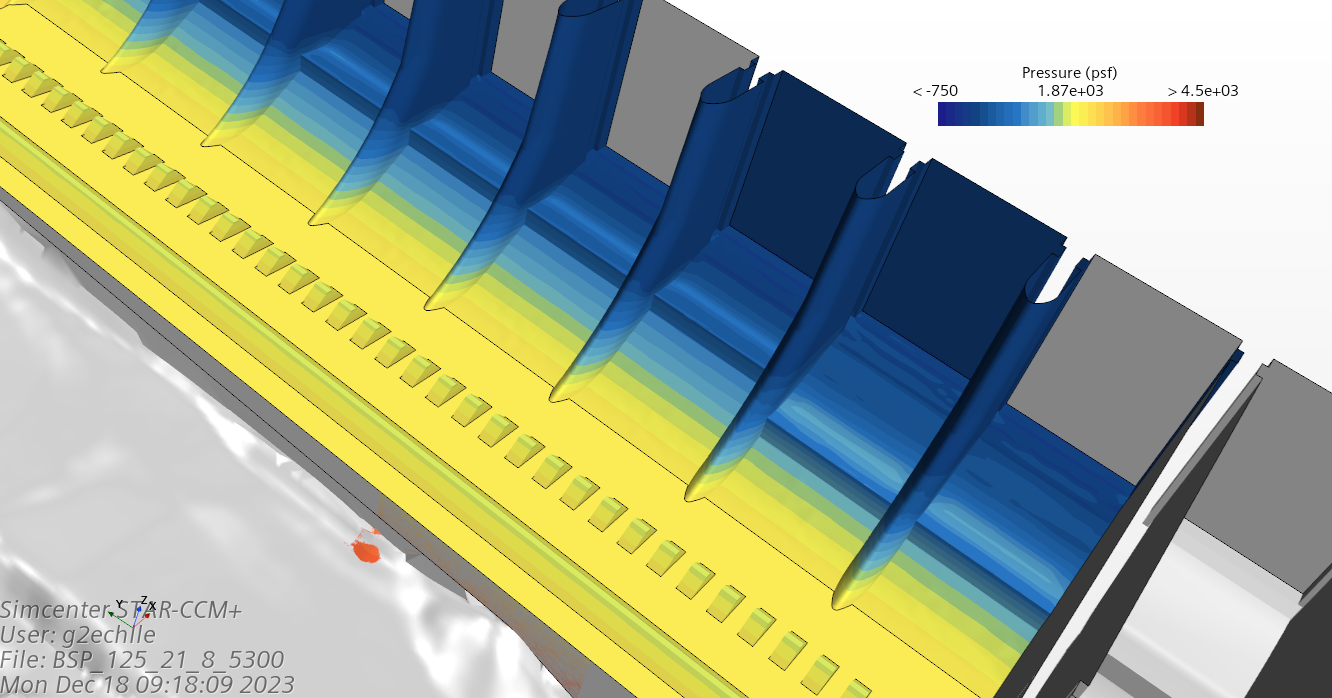 Pressure (psf)
< -750 1.87e+03 > 4.5e+03
Y Z X
Simcenter STAR-CCM+
User: g2echlle
File: BSP_125_21_8_5300
Mon Dec 18 09:18:09 2023